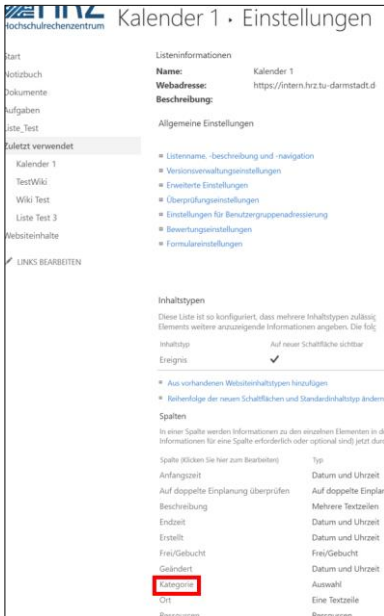 HRZ
Hochschulrechenzentrum
Kalender 1 › Einstellungen
Start
Notizbuch
Dokumente
Aufgaben
Liste_Test
Zuletzt verwendet
Kalender 1
TestWiki
Wiki Test
Liste Test 3
Websiteinhalte
LINKS BEARBEITEN
Listeninformationen
Name: Kalender 1
Webadresse: https://intern.hrz.tu-darmstadt.d
Beschreibung:
Allgemeine Einstellungen
Listenname, -beschreibung und -navigation
Versionsverwaltungseinstellungen
Erweiterte Einstellungen
Überprüfungseinstellungen
Einstellungen für Benutzergruppenadressierung
Bewertungseinstellungen
Formulareinstellungen
Inhaltstypen
Diese Liste ist so konfiguriert, dass mehrere Inhaltstypen zulässig
Elements weitere anzuzeigende Informationen angeben. Die folg
Inhaltstyp Auf neuer Schaltfläche sichtbar
Ereignis ✓
Aus vorhandenen Websiteinhaltstypen hinzufügen
Reihenfolge der neuen Schaltflächen und Standardinhaltstyp ändern
Spalten
In einer Spalte werden Informationen zu den einzelnen Elementen in d
Informationen für eine Spalte erforderlich oder optional sind) jetzt dur
Spalte (Klicken Sie hier zum Bearbeiten) Typ
Anfangszeit Datum und Uhrzeit
Auf doppelte Einplanung überprüfen Auf doppelte Einplan
Beschreibung Mehrere Textzeilen
Endzeit Datum und Uhrzeit
Erstellt Datum und Uhrzeit
Frei/Gebucht Frei/Gebucht
Geändert Datum und Uhrzeit
Kategorie Auswahl
Ort Eine Textzeile
Ressourcen Ressourcen